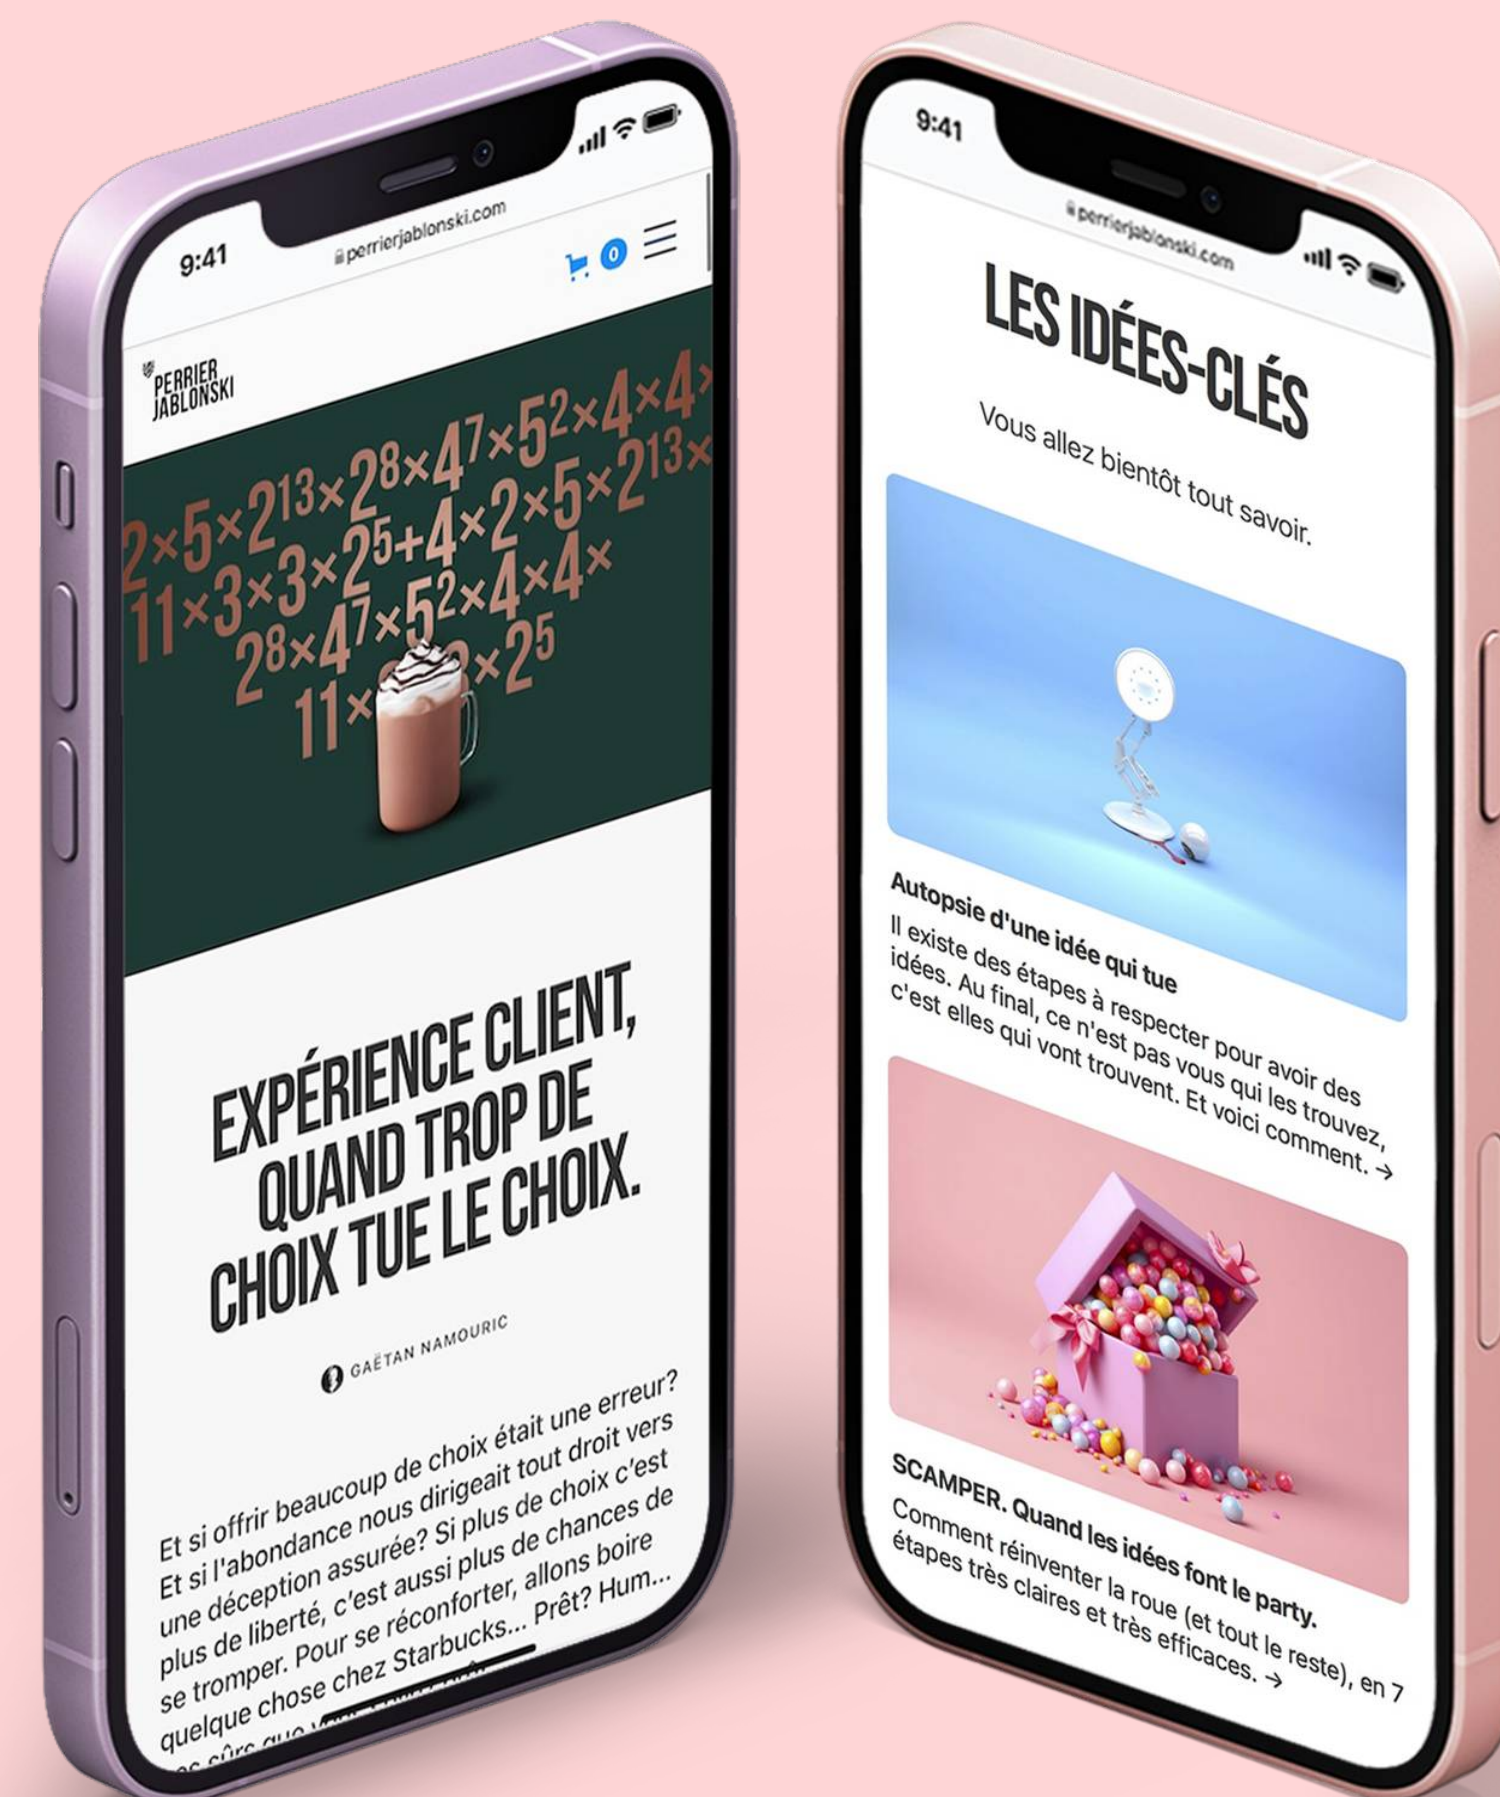 9:41
perrierjablonski.com
0
PERRIER
JABLONSKI
2×5×2¹³×2⁸×4⁷×5²×4×4×
11×3×3×2⁵+4×2×5×2¹³×
2⁸×4⁷×5²×4×4×
11× ×2⁵
EXPÉRIENCE CLIENT,
QUAND TROP DE
CHOIX TUE LE CHOIX.
GAËTAN NAMOURIC
Et si offrir beaucoup de choix était une erreur?
Et si l'abondance nous dirigeait tout droit vers
une déception assurée? Si plus de choix c’est
plus de liberté, c’est aussi plus de chances de
se tromper. Pour se réconforter, allons boire
quelque chose chez Starbucks... Prêt? Hum...
sûrs que
9:41
perrierjablonski.com
LES IDÉES-CLÉS
Vous allez bientôt tout savoir.
Autopsie d'une idée qui tue
Il existe des étapes à respecter pour avoir des
idées. Au final, ce n'est pas vous qui les trouvez,
c'est elles qui vont trouvent. Et voici comment. →
SCAMPER. Quand les idées font le party.
Comment réinventer la roue (et tout le reste), en 7
étapes très claires et très efficaces. →